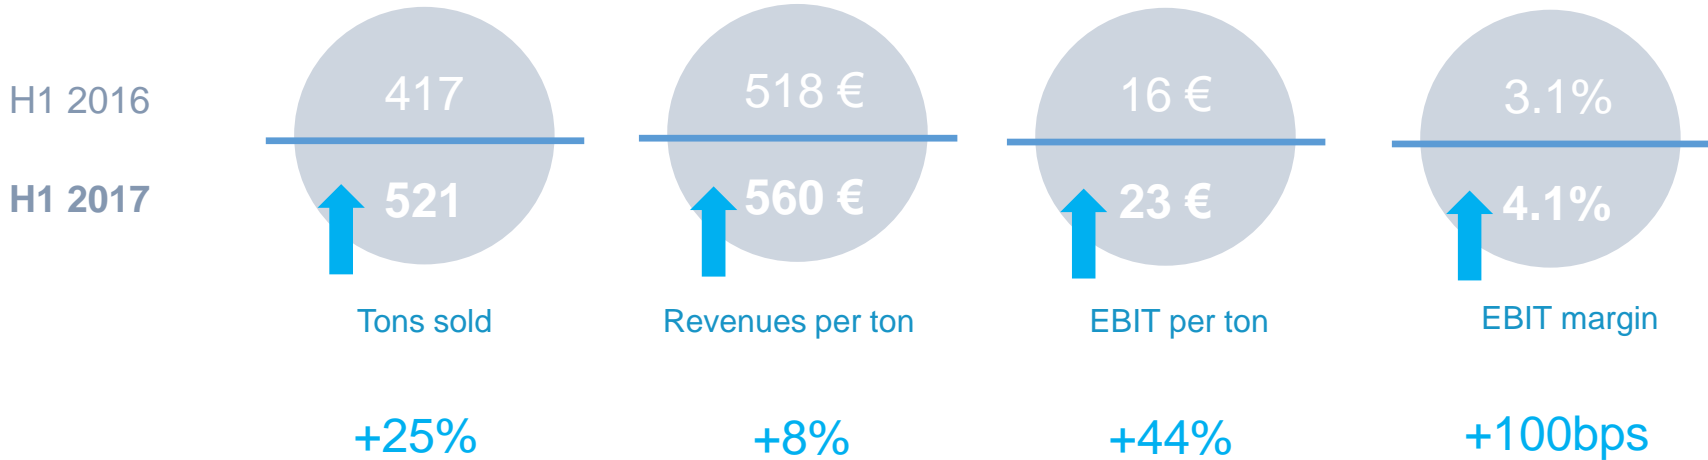 H1 2016 417 518 € 16 € 3.1%
H1 2017 521 560 € 23 € 4.1%
Tons sold Revenues per ton EBIT per ton EBIT margin
+25% +8% +44% +100bps